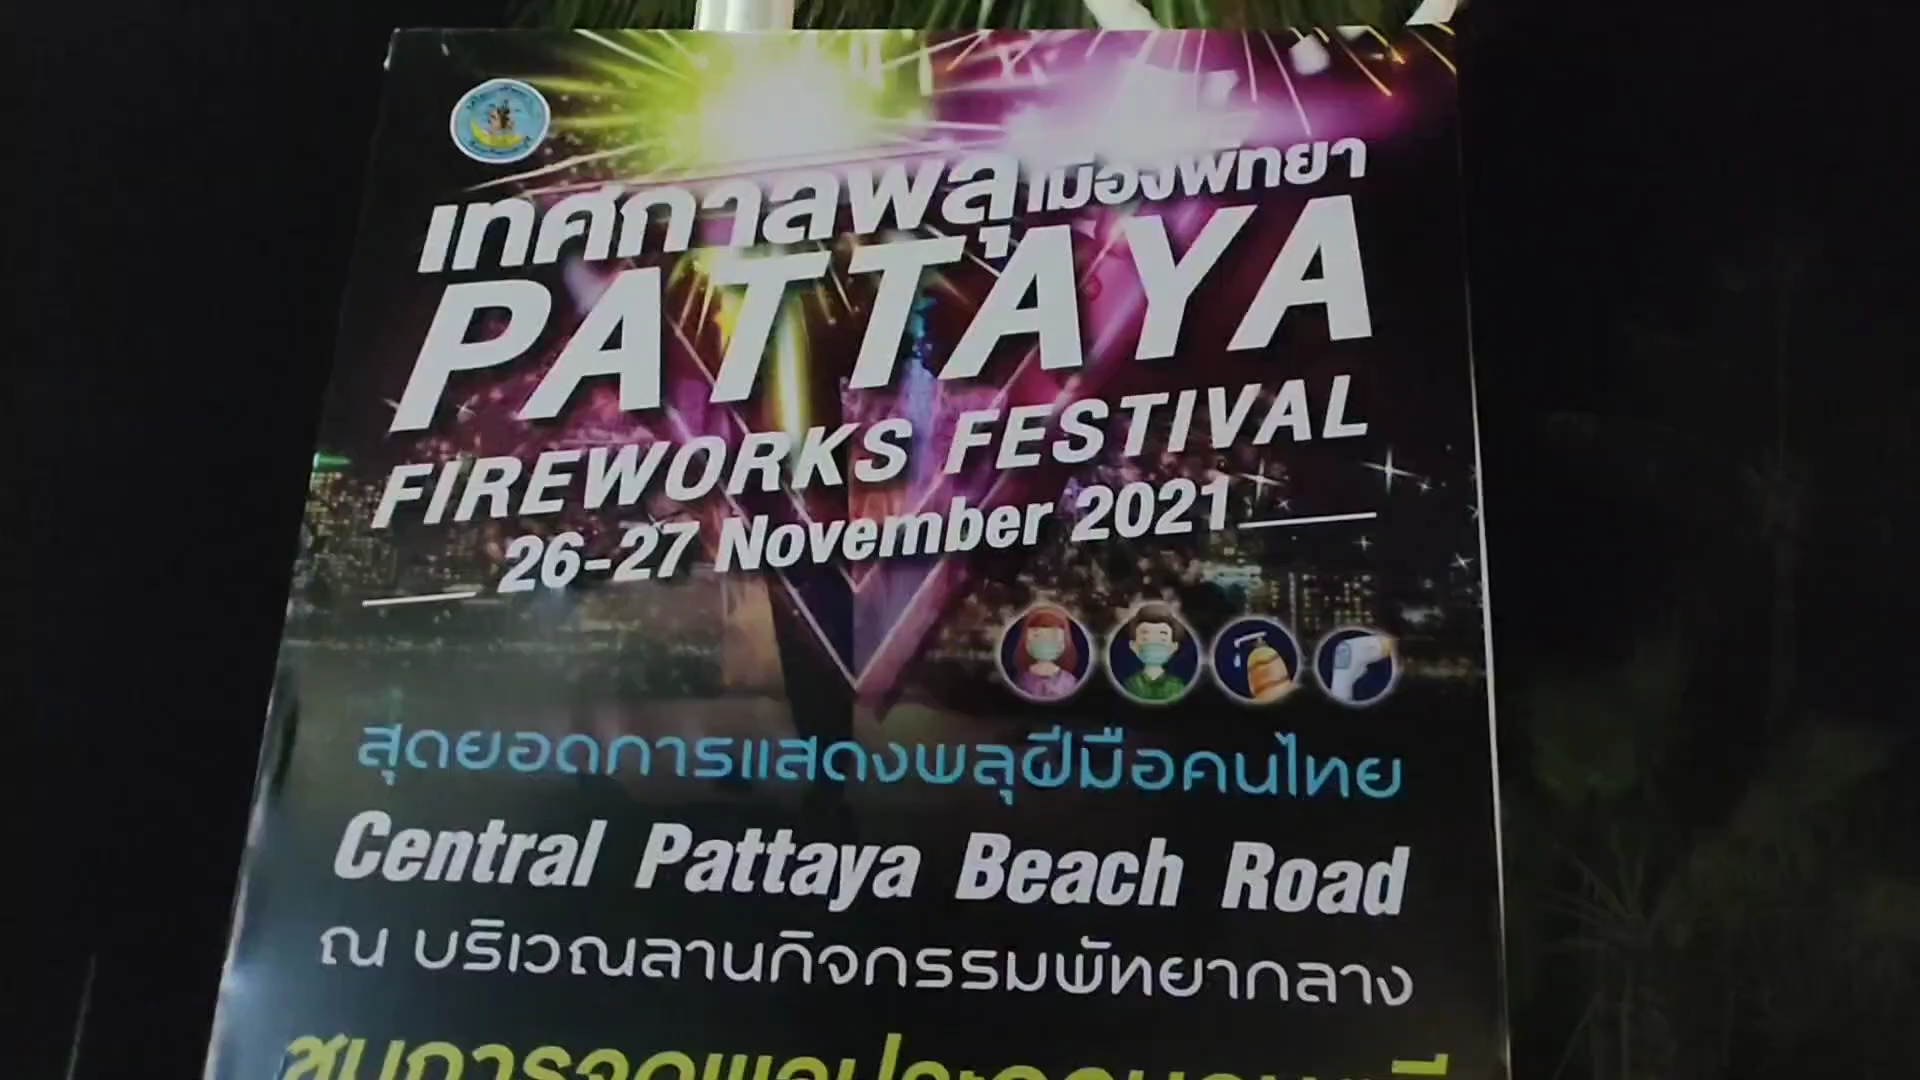 เทศกาลพลุเมืองพัทยา
PATTAYA
FIREWORKS FESTIVAL
26-27 November 2021
สุดยอดการแสดงพลุฝีมือคนไทย
Central Pattaya Beach Road
ณ บริเวณลานกิจกรรมพัทยากลาง